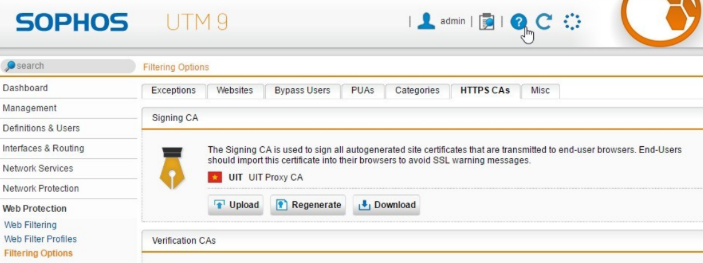 SOPHOS UTM 9
admin
search
Filtering Options
Dashboard
Exceptions Websites Bypass Users PUAs Categories HTTPS CAs Misc
Management
Signing CA
Definitions & Users
Interfaces & Routing
The Signing CA is used to sign all autogenerated site certificates that are transmitted to end-user browsers. End-Users
should import this certificate into their browsers to avoid SSL warning messages.
Network Services
UIT UIT Proxy CA
Network Protection
Web Protection
Upload Regenerate Download
Web Filtering
Web Filter Profiles
Verification CAs
Filtering Options